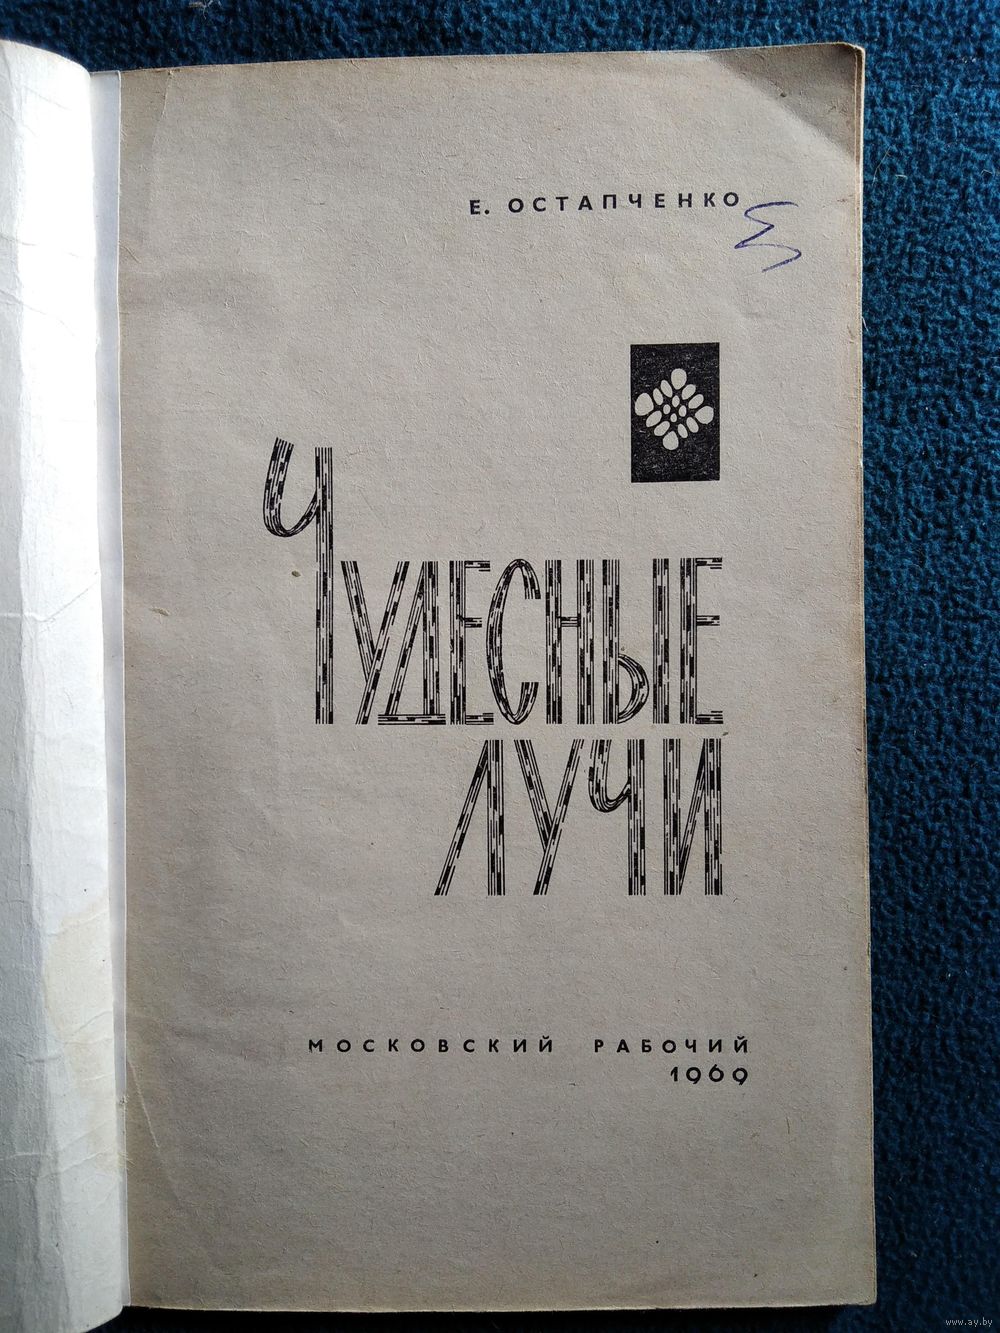 Е. ОСТАПЧЕНКО
ЧУДЕСНЫЕ
ЛУЧИ
МОСКОВСКИЙ РАБОЧИЙ
1969
www.ay.by